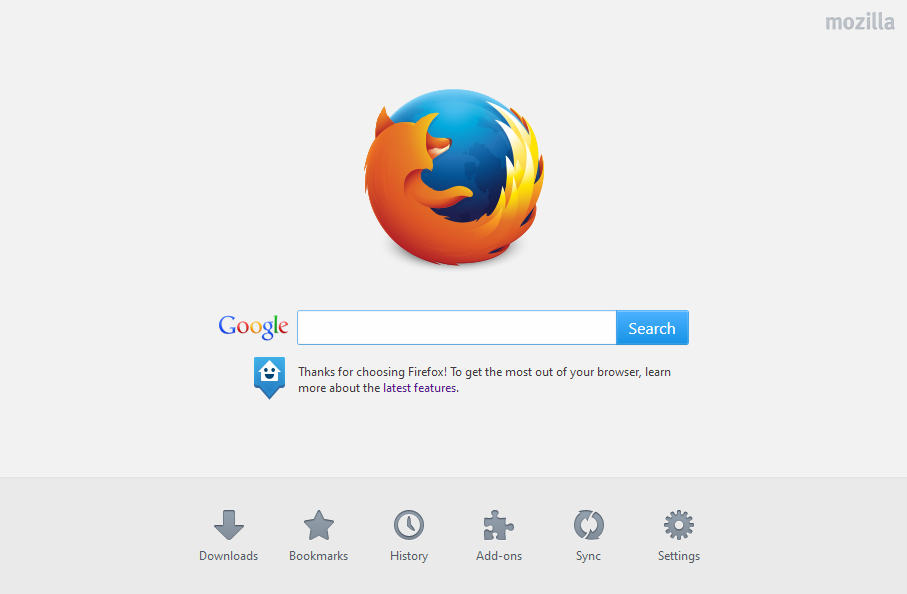 mozilla
Google
Search
Thanks for choosing Firefox! To get the most out of your browser, learn
more about the latest features.
Downloads
Bookmarks
History
Add-ons
Sync
Settings